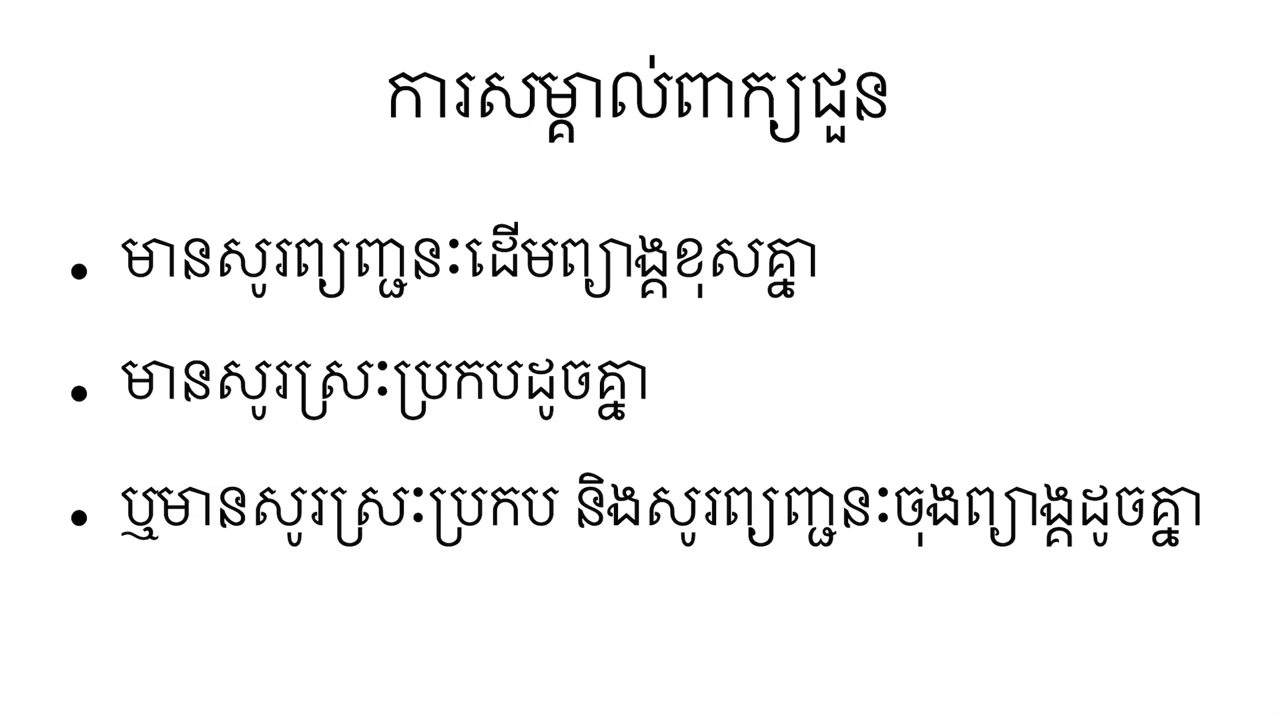 ការសម្គាល់ពាក្យជួន
• មានសូរព្យញ្ជនះដើមព្យាង្គខុសគ្នា
• មានសូរស្រះប្រកបដូចគ្នា
• ឬមានសូរស្រះប្រកប និងសូរព្យញ្ជនះចុងព្យាង្គដូចគ្នា